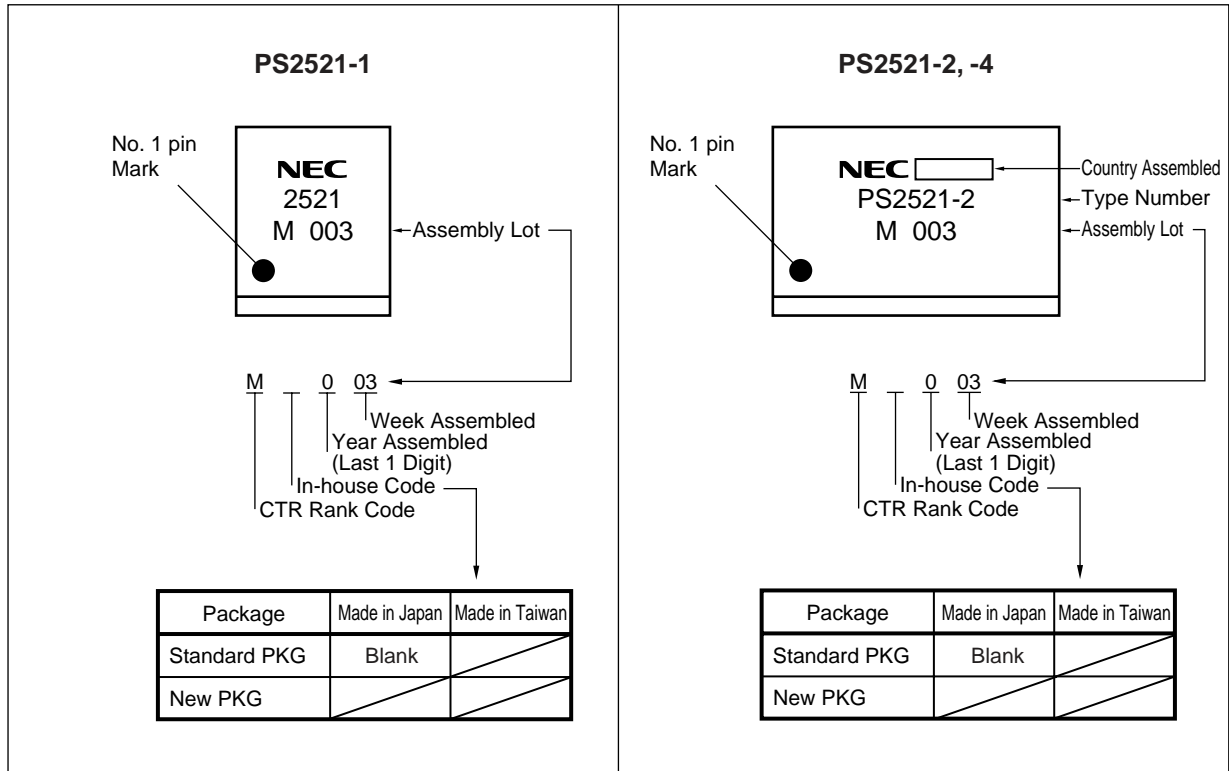 PS2521-1
No. 1 pin
Mark
NEC
2521
M 003
Assembly Lot
M 0 03
Week Assembled
Year Assembled
(Last 1 Digit)
In-house Code
CTR Rank Code
Package Made in Japan Made in Taiwan
Standard PKG Blank
New PKG
PS2521-2, -4
No. 1 pin
Mark
NEC
PS2521-2
M 003
Country Assembled
Type Number
Assembly Lot
M 0 03
Week Assembled
Year Assembled
(Last 1 Digit)
In-house Code
CTR Rank Code
Package Made in Japan Made in Taiwan
Standard PKG Blank
New PKG